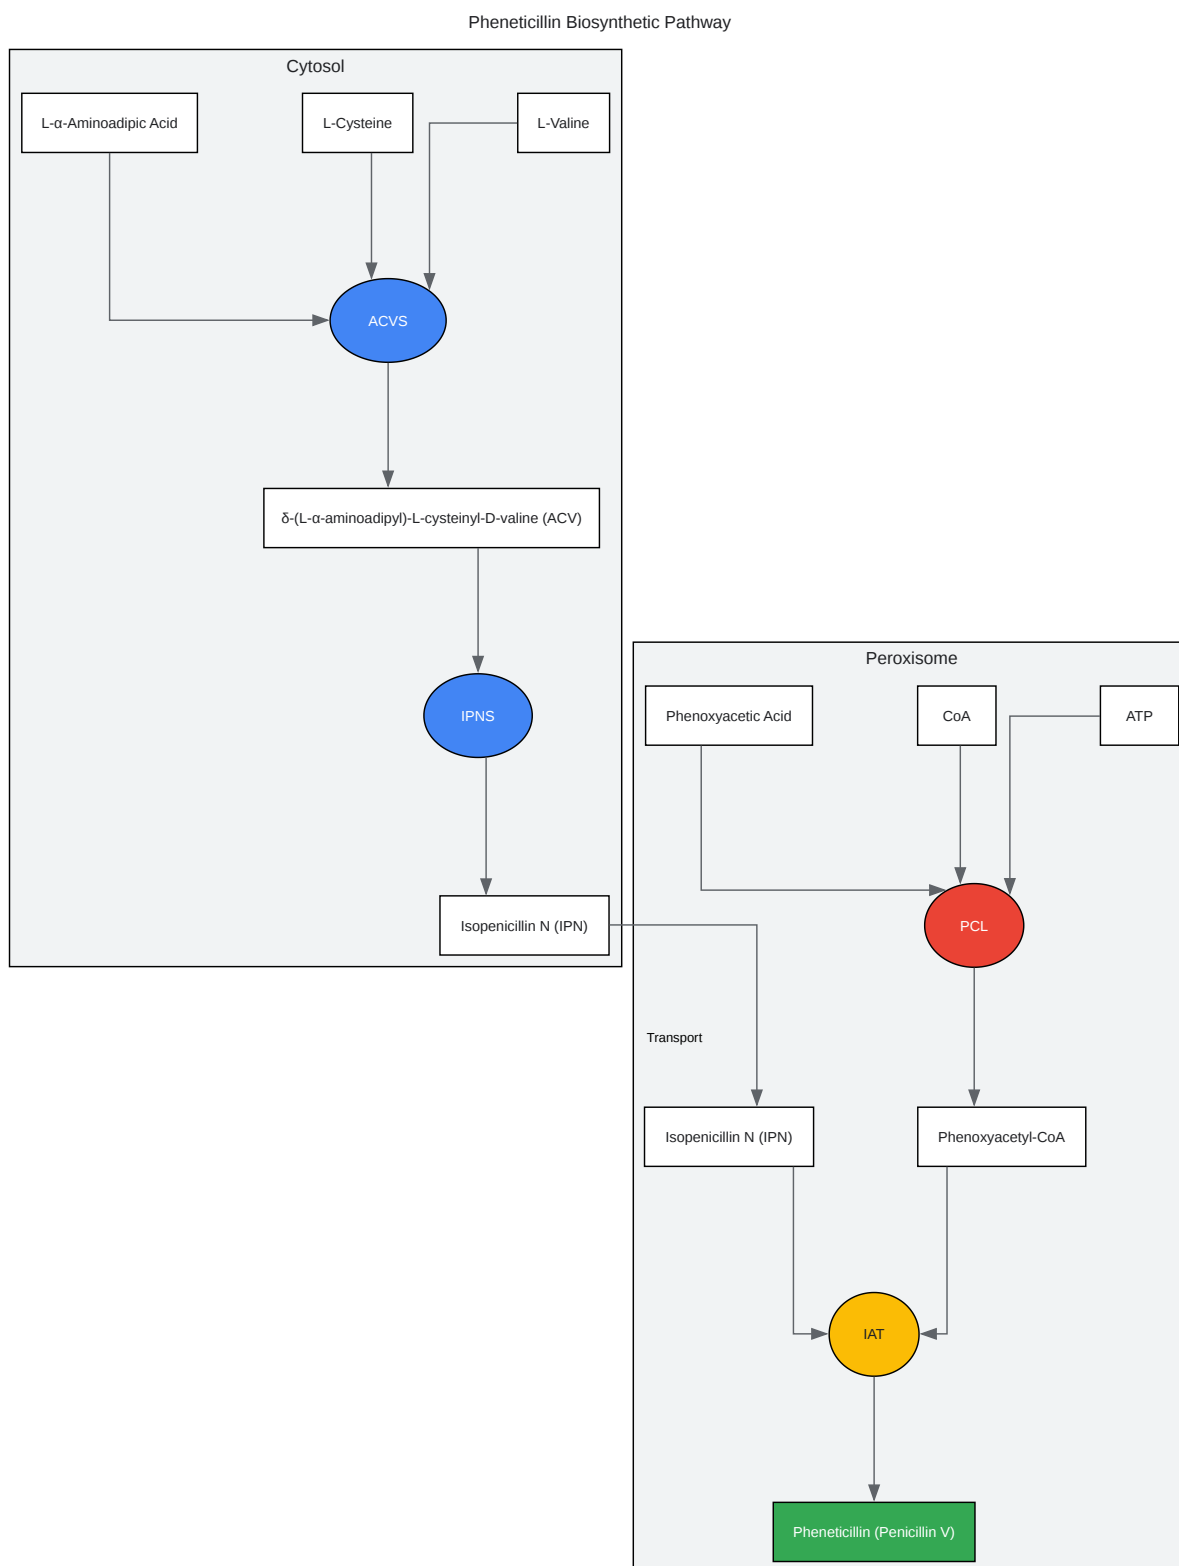 Pheneticillin Biosynthetic Pathway
Cytosol
L-α-Aminoadipic Acid
L-Cysteine
L-Valine
ACVS
δ-(L-α-aminoadipyl)-L-cysteinyl-D-valine (ACV)
IPNS
Isopenicillin N (IPN)
Peroxisome
Phenoxyacetic Acid
CoA
ATP
PCL
Transport
Isopenicillin N (IPN)
Phenoxyacetyl-CoA
IAT
Pheneticillin (Penicillin V)